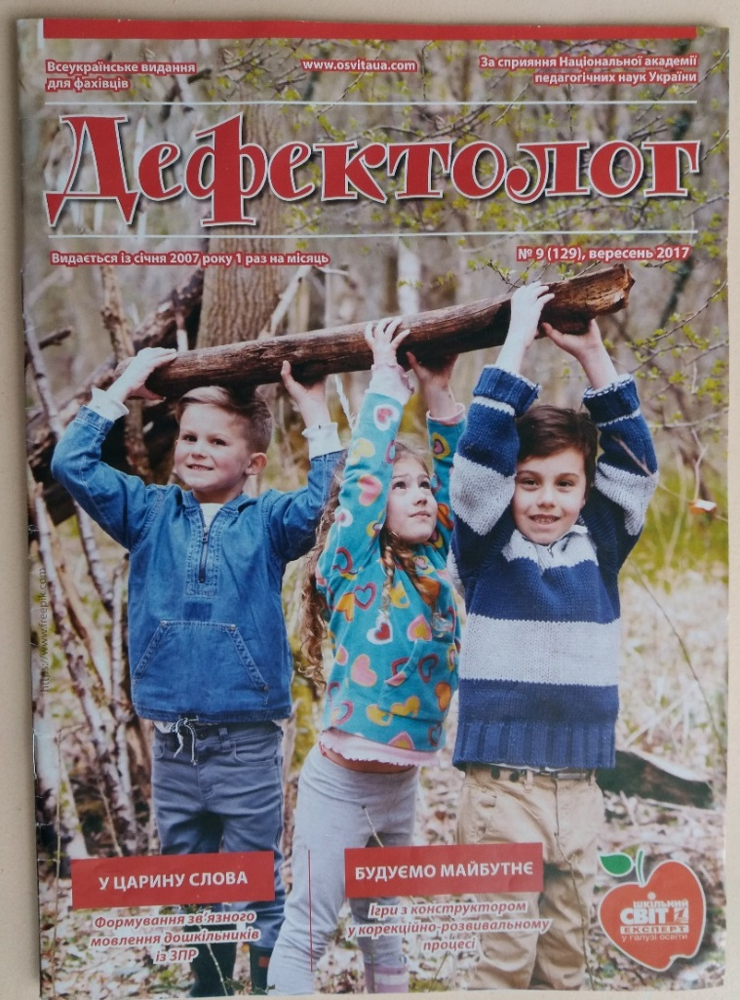 Всеукраїнське видання
для фахівців
www.osvitaua.com
За сприяння Національної академії
педагогічних наук України
Дефектолог
Видається із січня 2007 року 1 раз на місяць
№ 9 (129), вересень 2017
https://www.freepik.com
У ЦАРИНУ СЛОВА
Формування зв'язного
мовлення дошкільників
із ЗПР
БУДУЄМО МАЙБУТНЄ
Ігри з конструктором
у корекційно-розвивальному
процесі
ШКІЛЬНИЙ
СВІТ
ЕКСПЕРТ
у галузі освіти